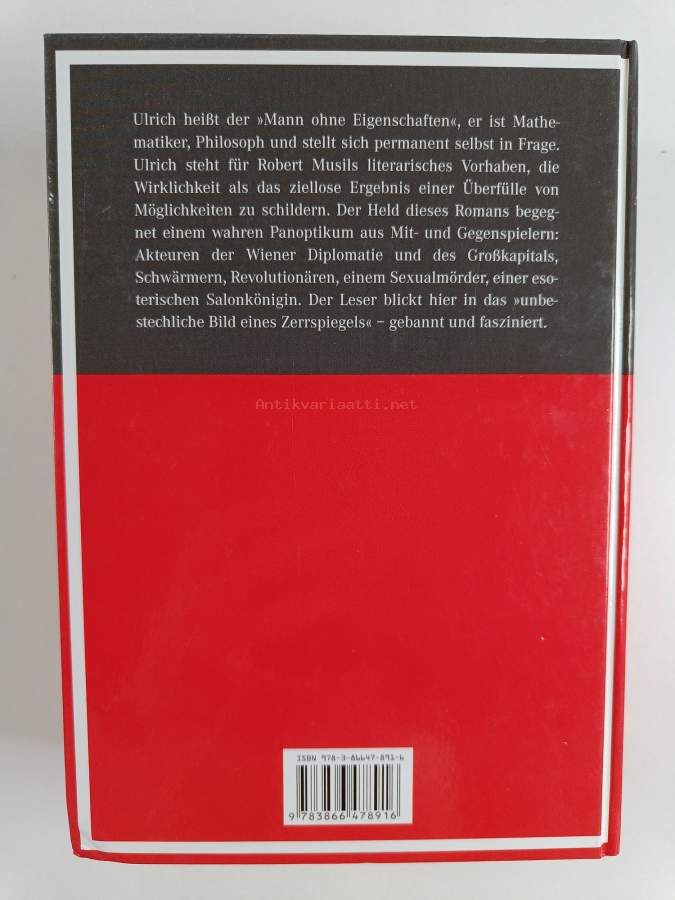 Ulrich heißt der »Mann ohne Eigenschaften«, er ist Mathe-
matiker, Philosoph und stellt sich permanent selbst in Frage.
Ulrich steht für Robert Musils literarisches Vorhaben, die
Wirklichkeit als das ziellose Ergebnis einer Überfülle von
Möglichkeiten zu schildern. Der Held dieses Romans begeg-
net einem wahren Panoptikum aus Mit- und Gegenspielern:
Akteuren der Wiener Diplomatie und des Großkapitals,
Schwärmern, Revolutionären, einem Sexualmörder, einer eso-
terischen Salonkönigin. Der Leser blickt hier in das »unbe-
stechliche Bild eines Zerrspiegels« – gebannt und fasziniert.
Antikvariaatti.net
ISBN 978-3-86647-891-6
9 783866 478916